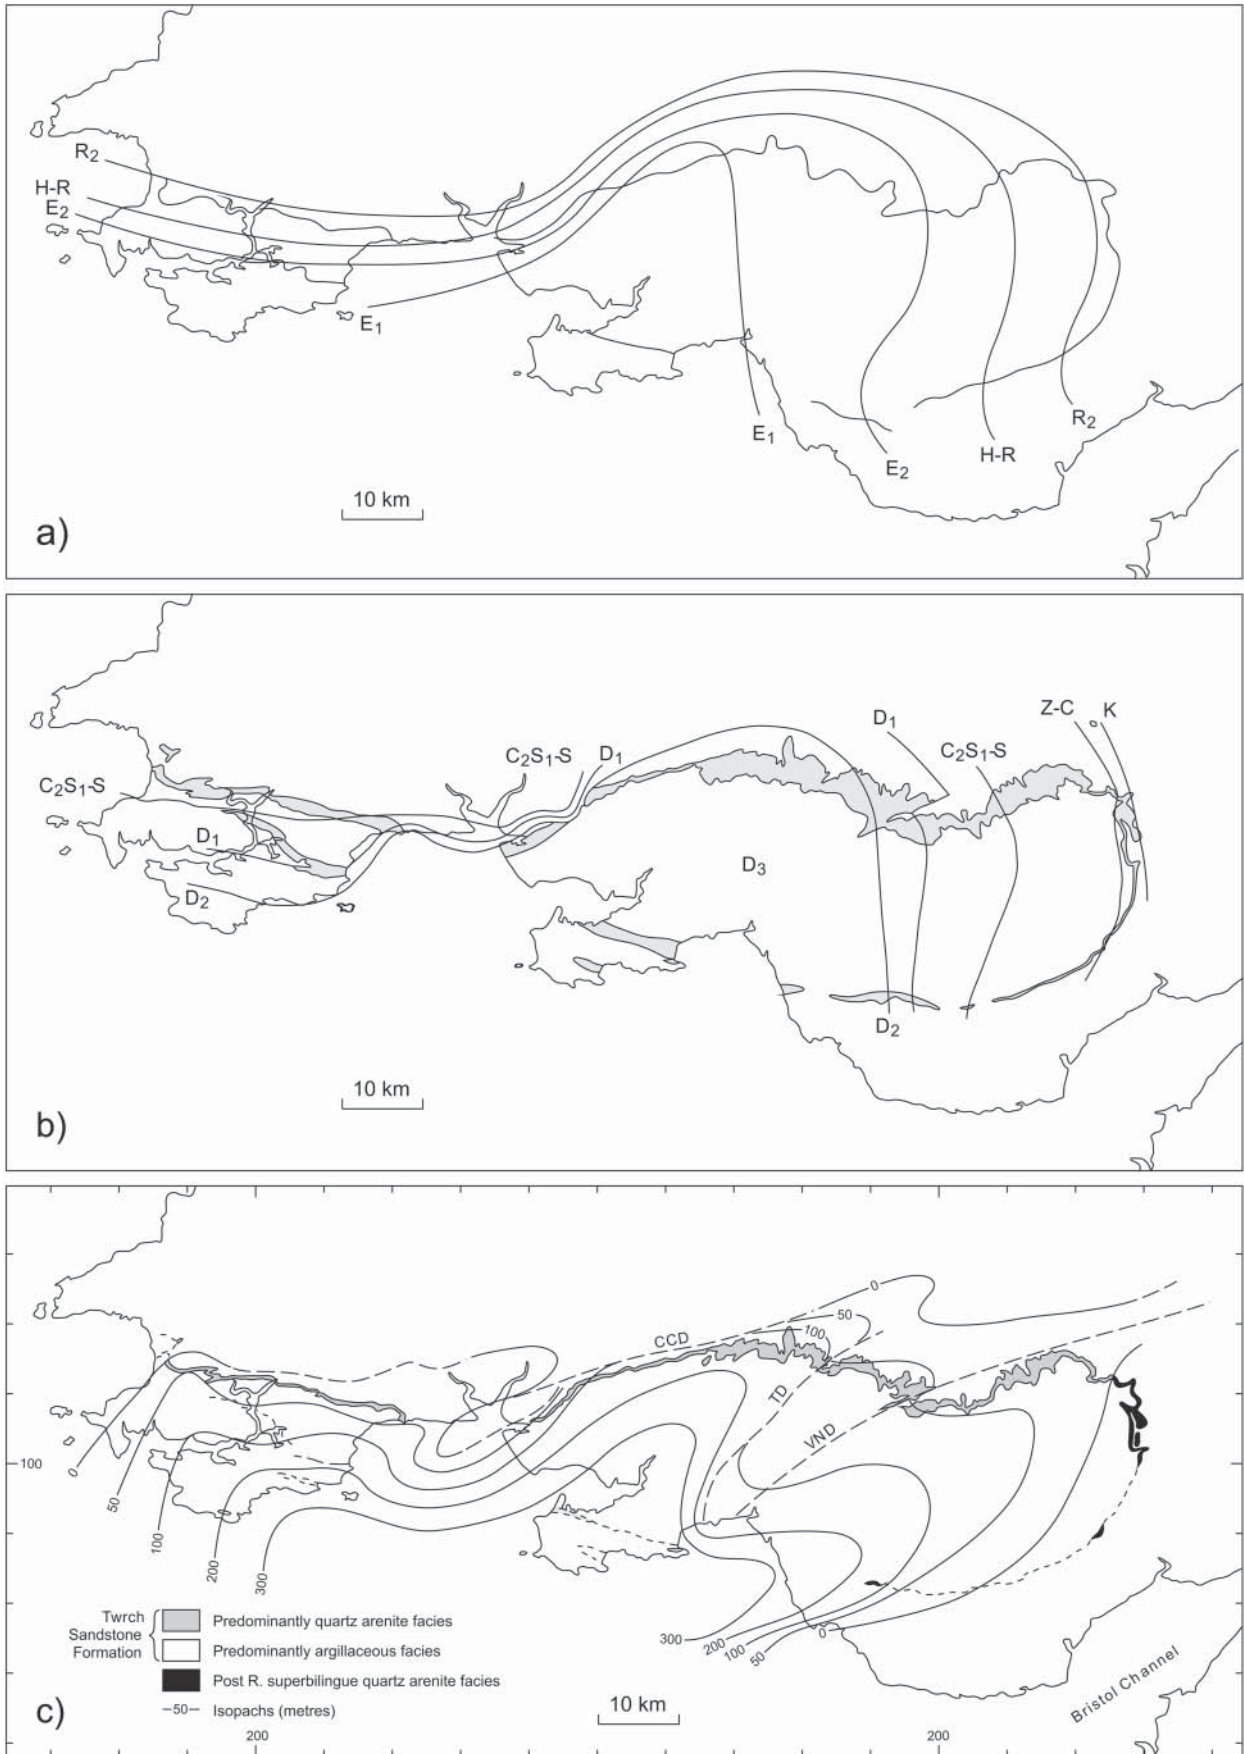 R2
H-R
E2
E1
E1
E2
H-R
R2
10 km
a)
Z-C K
D1
C2S1-S
C2S1-S D1
C2S1-S
D1
D3
D2
D2
10 km
b)
0
50
100
CCD
TD
VND
100
0
50
100
200
300
300
200
100
50
0
Twrch
Sandstone
Formation
Predominantly quartz arenite facies
Predominantly argillaceous facies
Post R. superbilingue quartz arenite facies
–50– Isopachs (metres)
10 km
Bristol Channel
c)
200
200